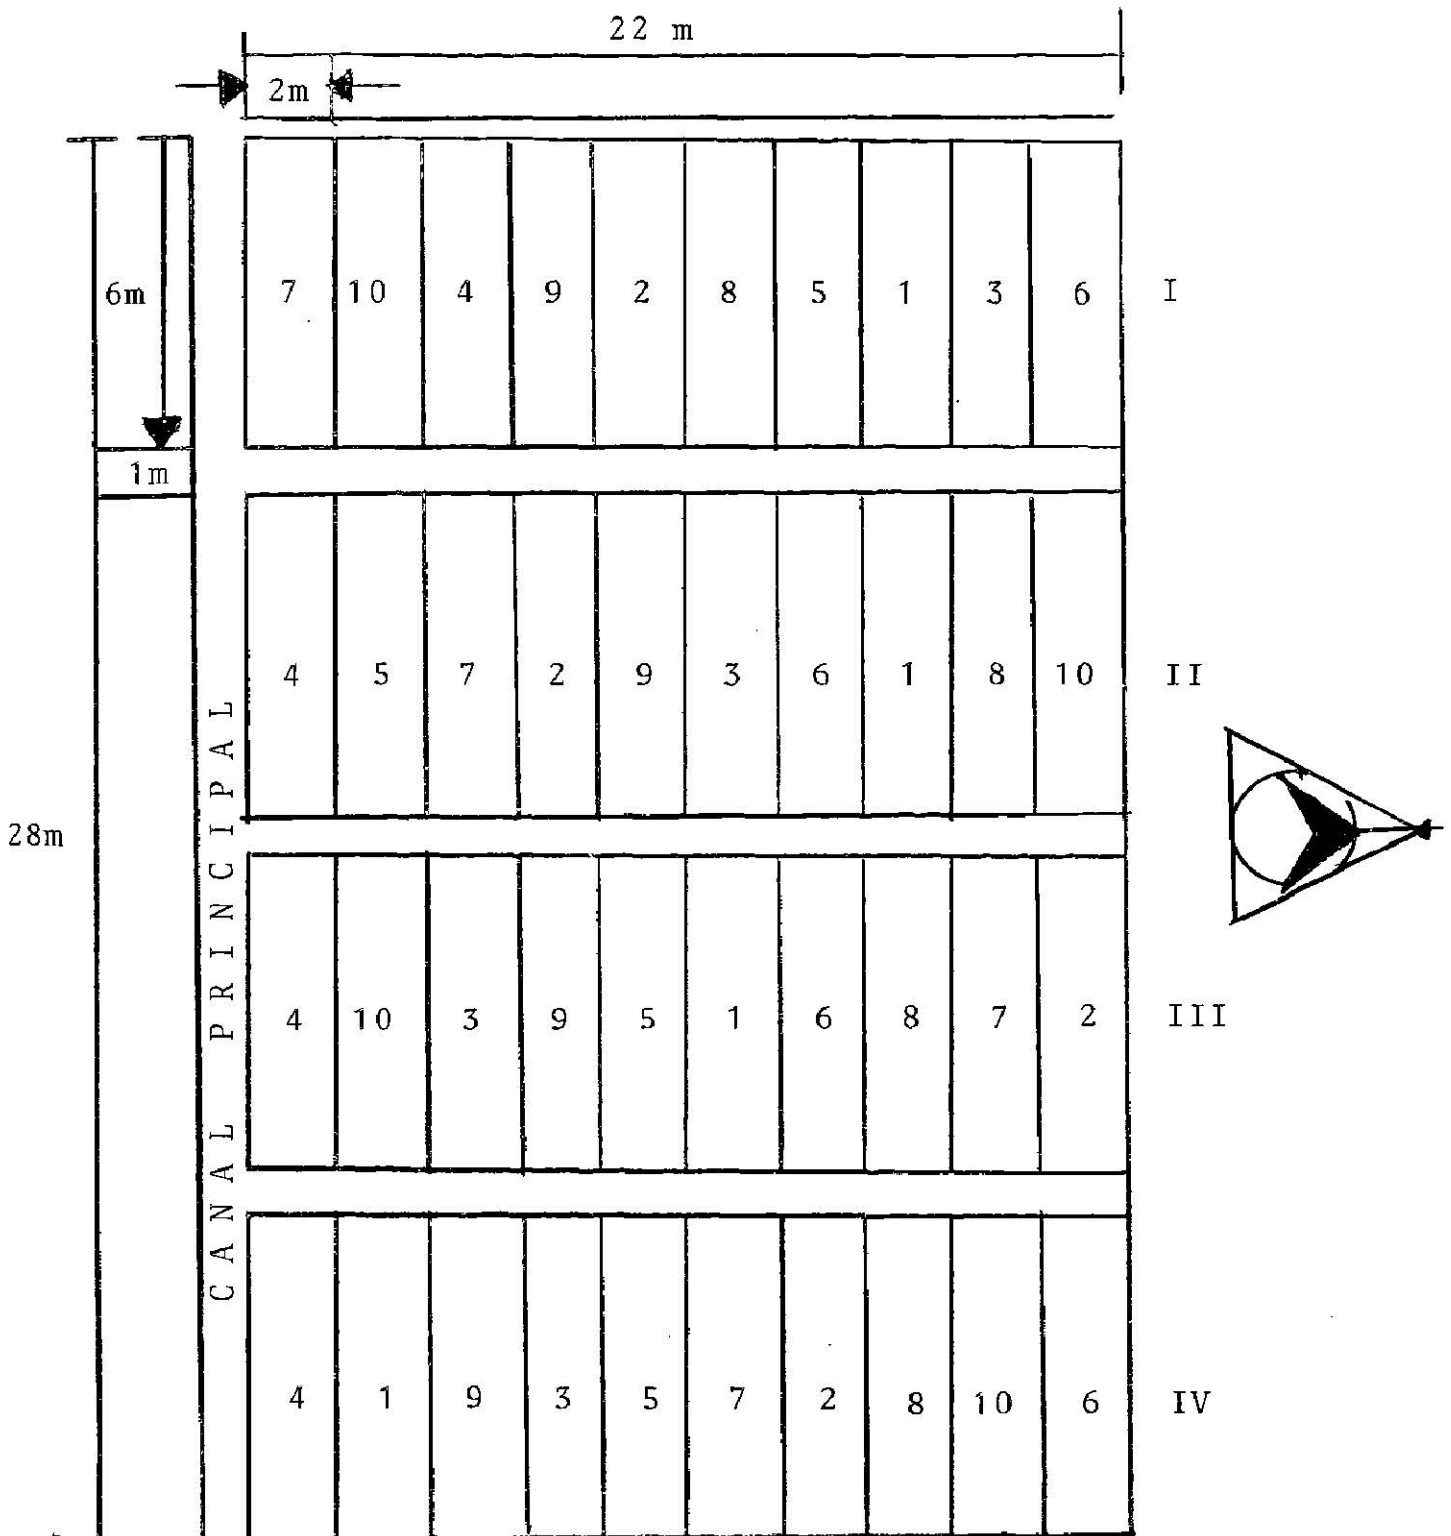 22 m
2m
6m
7 10 4 9 2 8 5 1 3 6 I
1m
4 5 7 2 9 3 6 1 8 10 II
28m
CANAL PRINCIPAL
4 10 3 9 5 1 6 8 7 2 III
4 1 9 3 5 7 2 8 10 6 IV